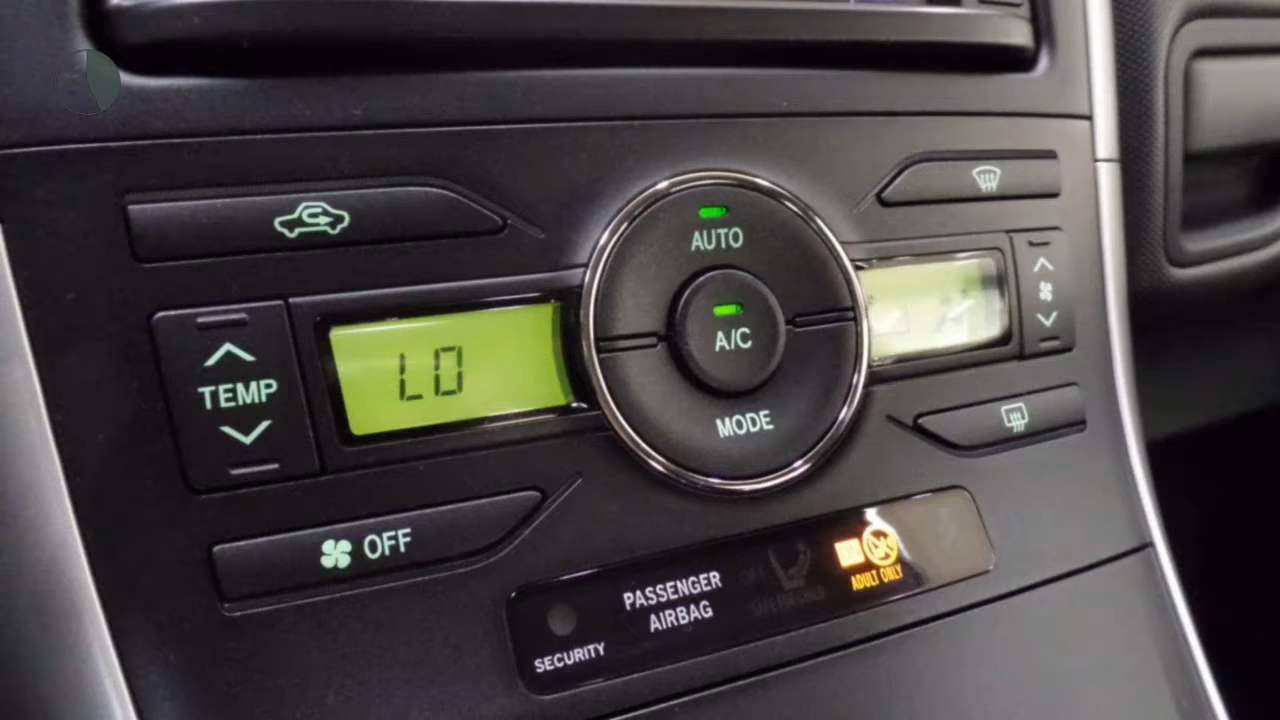 AUTO
A/C
TEMP
LO
MODE
OFF
PASSENGER
AIRBAG
ADULT ONLY
SECURITY